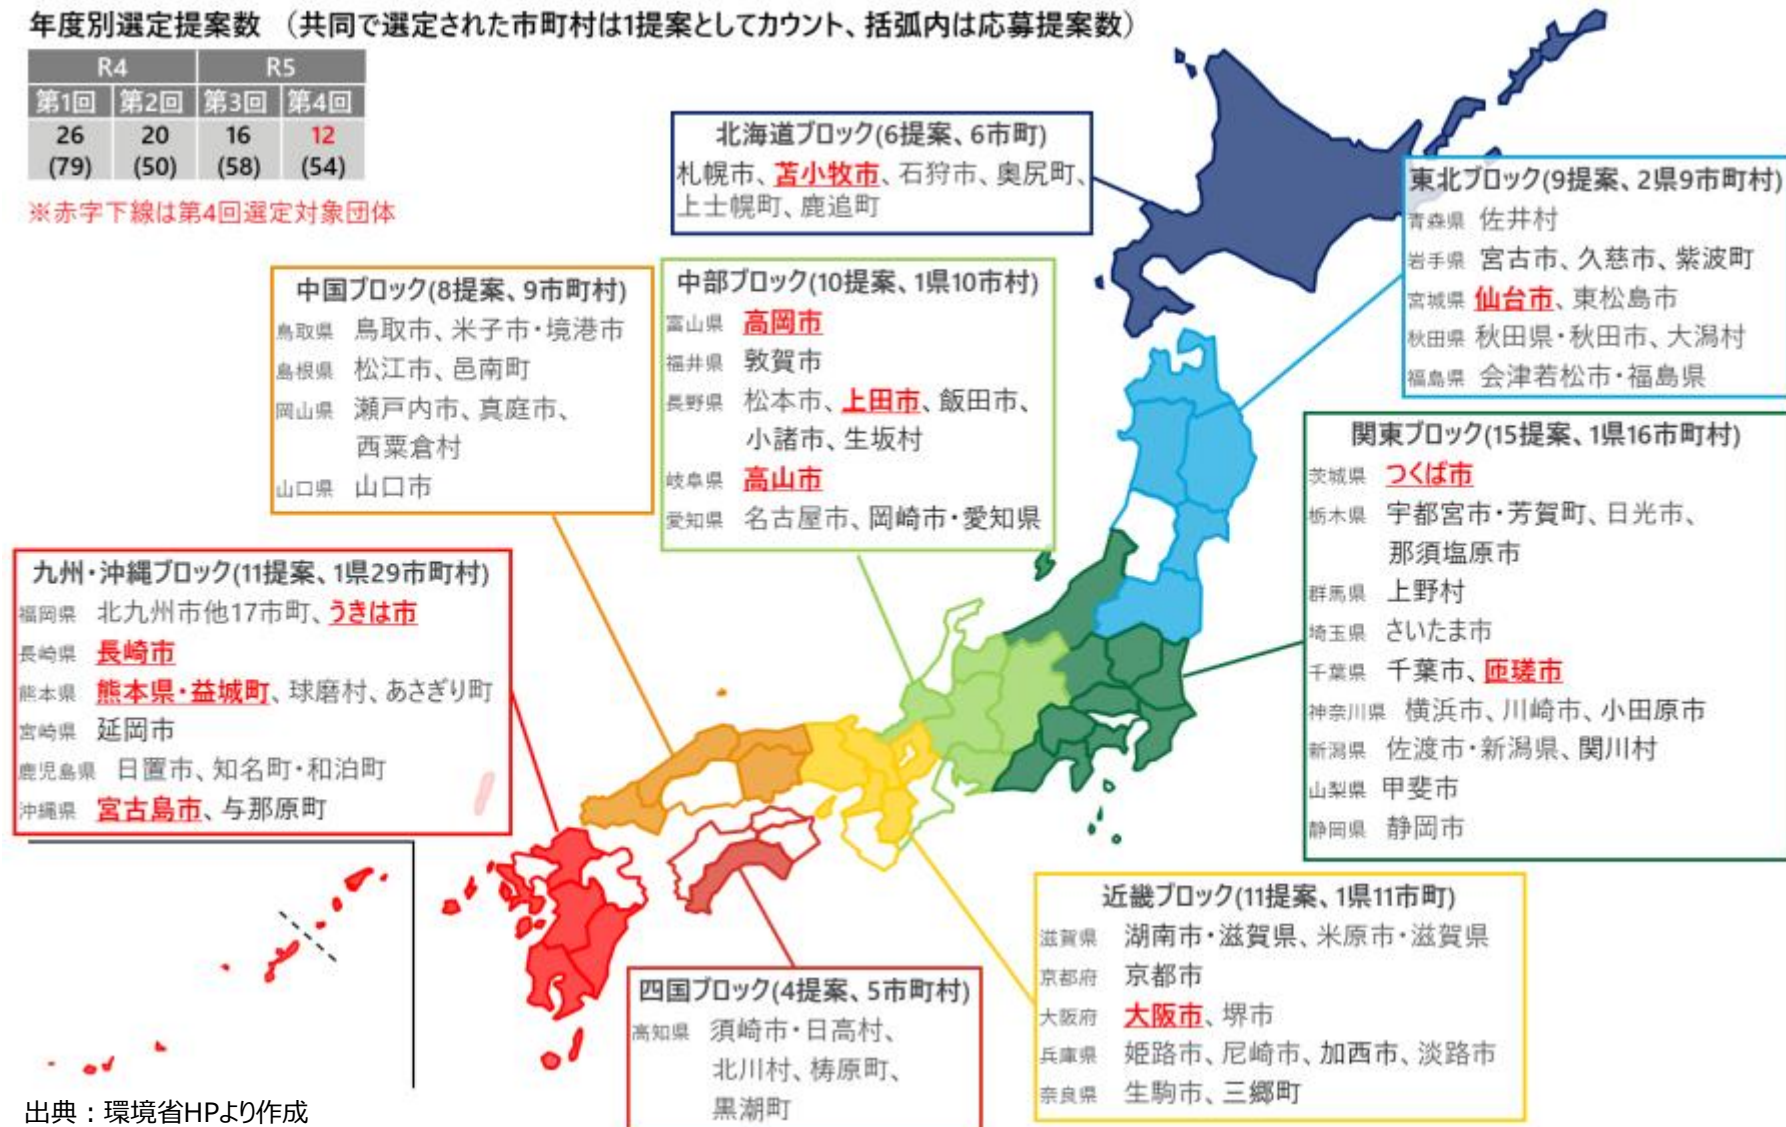 年度別選定提案数 （共同で選定された市町村は1提案としてカウント、括弧内は応募提案数）
R4 R5
第1回 第2回 第3回 第4回
26 20 16 12
(79) (50) (58) (54)
※赤字下線は第4回選定対象団体
北海道ブロック(6提案、6市町)
札幌市、苫小牧市、石狩市、奥尻町、
上士幌町、鹿追町
東北ブロック(9提案、2県9市町村)
青森県 佐井村
岩手県 宮古市、久慈市、紫波町
宮城県 仙台市、東松島市
秋田県 秋田県・秋田市、大潟村
福島県 会津若松市・福島県
中国ブロック(8提案、9市町村)
鳥取県 鳥取市、米子市・境港市
島根県 松江市、邑南町
岡山県 瀬戸内市、真庭市、
西粟倉村
山口県 山口市
中部ブロック(10提案、1県10市村)
富山県 高岡市
福井県 敦賀市
長野県 松本市、上田市、飯田市、
小諸市、生坂村
岐阜県 高山市
愛知県 名古屋市、岡崎市・愛知県
関東ブロック(15提案、1県16市町村)
茨城県 つくば市
栃木県 宇都宮市・芳賀町、日光市、
那須塩原市
群馬県 上野村
埼玉県 さいたま市
千葉県 千葉市、匝瑳市
神奈川県 横浜市、川崎市、小田原市
新潟県 佐渡市・新潟県、関川村
山梨県 甲斐市
静岡県 静岡市
九州・沖縄ブロック(11提案、1県29市町村)
福岡県 北九州市他17市町、うきは市
長崎県 長崎市
熊本県 熊本県・益城町、球磨村、あさぎり町
宮崎県 延岡市
鹿児島県 日置市、知名町・和泊町
沖縄県 宮古島市、与那原町
近畿ブロック(11提案、1県11市町)
滋賀県 湖南市・滋賀県、米原市・滋賀県
京都府 京都市
大阪府 大阪市、堺市
兵庫県 姫路市、尼崎市、加西市、淡路市
奈良県 生駒市、三郷町
四国ブロック(4提案、5市町村)
高知県 須崎市・日高村、
北川村、梼原町、
黒潮町
出典：環境省HPより作成